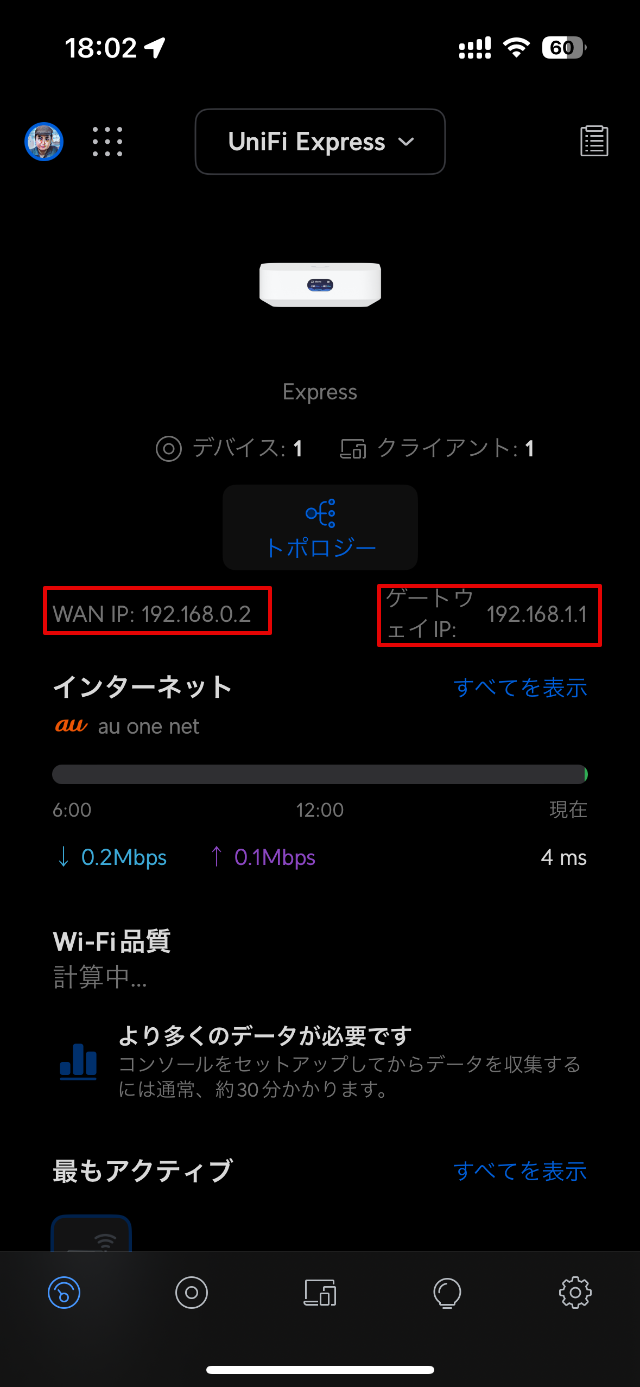 18:02
60
UniFi Express
Express
デバイス: 1 クライアント: 1
トポロジー
WAN IP: 192.168.0.2
ゲートウェイIP: 192.168.1.1
インターネット すべてを表示
au au one net
6:00 12:00 現在
↓ 0.2Mbps ↑ 0.1Mbps 4 ms
Wi-Fi品質
計算中...
より多くのデータが必要です
コンソールをセットアップしてからデータを収集する
には通常、約30分かかります。
最もアクティブ すべてを表示